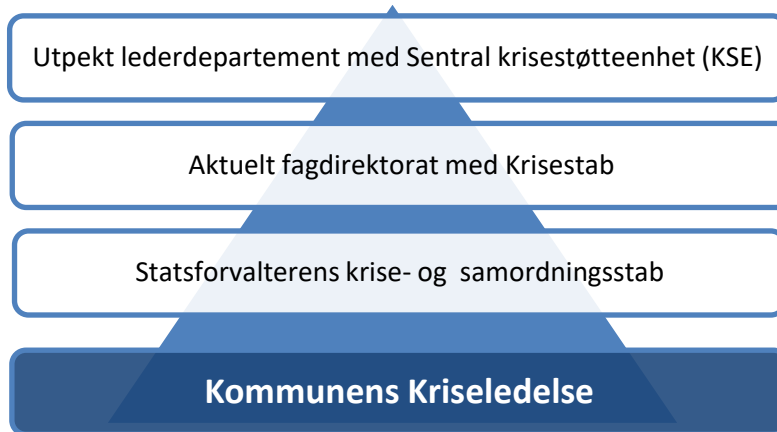 Utpekt lederdepartement med Sentral krisestøtteenhet (KSE)
Aktuelt fagdirektorat med Krisestab
Statsforvalterens krise- og samordningsstab
Kommunens Kriseledelse